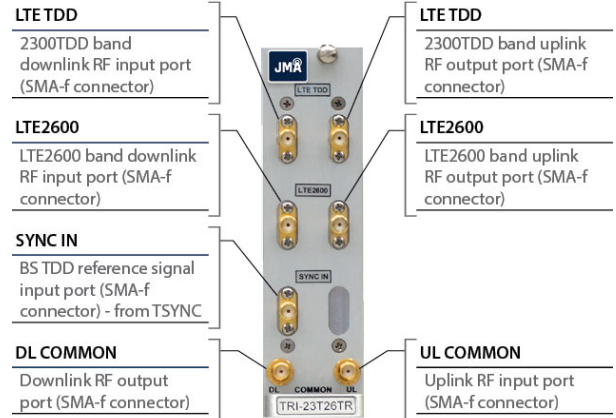 LTE TDD
2300TDD band
downlink RF input port
(SMA-f connector)
LTE2600
LTE2600 band downlink
RF input port (SMA-f
connector)
SYNC IN
BS TDD reference signal
input port (SMA-f
connector) - from TSYNC
DL COMMON
Downlink RF output
port (SMA-f connector)
JMA
LTE TDD
LTE2600
SYNC IN
DL COMMON UL
TRI-23T26TR
LTE TDD
2300TDD band uplink
RF output port (SMA-f
connector)
LTE2600
LTE2600 band uplink
RF output port (SMA-f
connector)
UL COMMON
Uplink RF input port
(SMA-f connector)